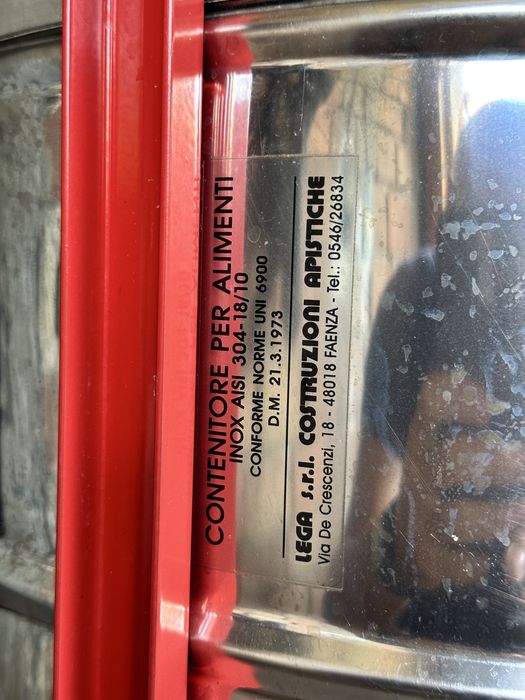 CONTENITORE PER ALIMENTI
INOX AISI 304-18/10
CONFORME NORME UNI 6900
D.M. 21.3.1973
LEGA s.r.l. COSTRUZIONI APISTICHE
Via De Crescenzi, 18 - 48018 FAENZA - Tel.: 0546/26834